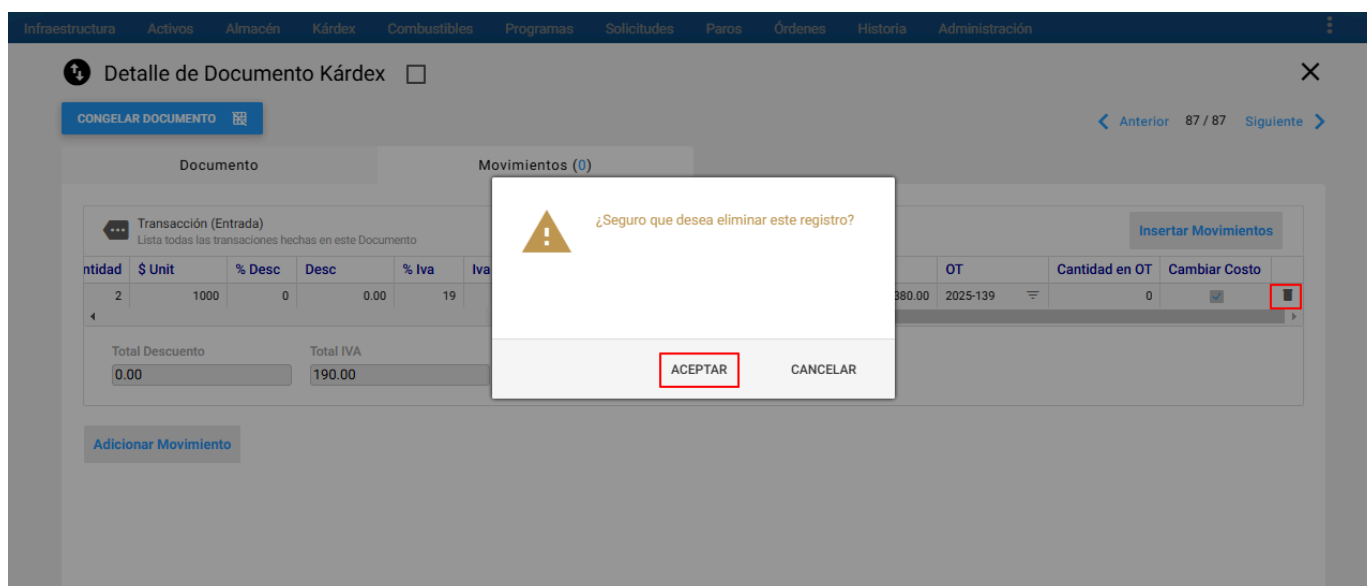 Infraestructura Activos Almacén Kárdex Combustibles Programas Solicitudes Paros Órdenes Historia Administración
Detalle de Documento Kárdex
CONGELAR DOCUMENTO
Anterior 87 / 87 Siguiente
Documento Movimientos (0)
¿Seguro que desea eliminar este registro?
Transacción (Entrada)
Lista todas las transaciones hechas en este Documento
Insertar Movimientos
ntidad $ Unit % Desc Desc % Iva Iva OT Cantidad en OT Cambiar Costo
2 1000 0 0.00 19 380.00 2025-139 0
Total Descuento Total IVA
0.00 190.00
ACEPTAR CANCELAR
Adicionar Movimiento